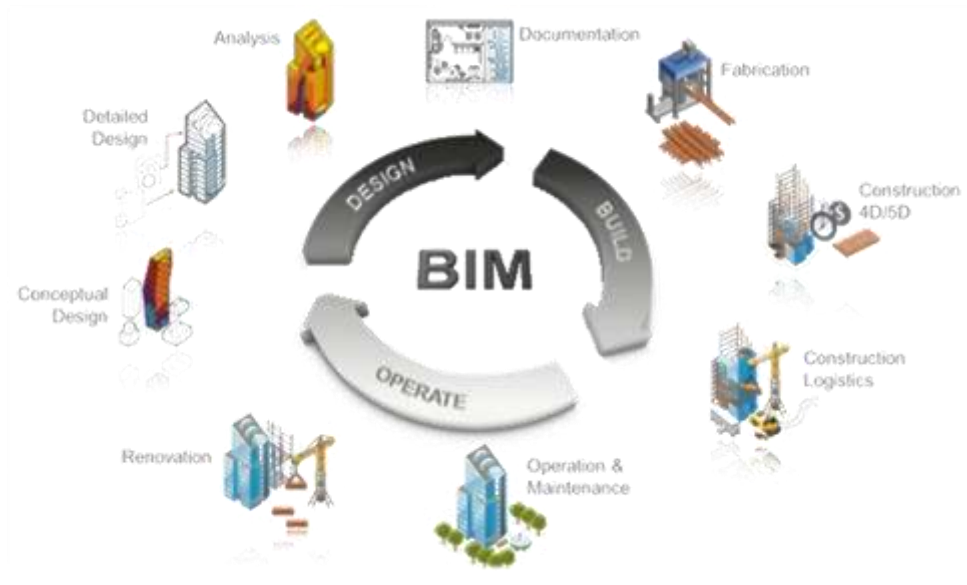 Analysis
Documentation
Fabrication
Detailed
Design
DESIGN
BUILD
Construction
4D/5D
BIM
Conceptual
Design
Construction
Logistics
OPERATE
Renovation
Operation &
Maintenance